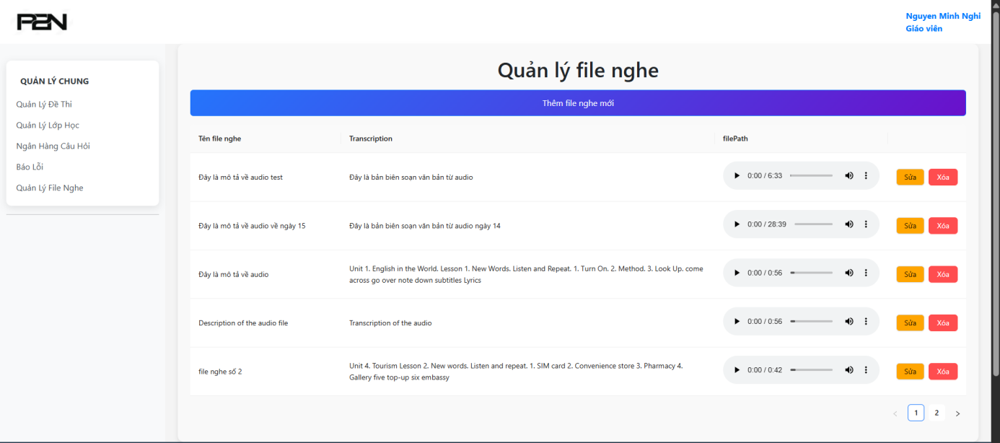 PEN
Nguyen Minh Nghi
Giáo viên
QUẢN LÝ CHUNG
Quản Lý Đề Thi
Quản Lý Lớp Học
Ngân Hàng Câu Hỏi
Báo Lỗi
Quản Lý File Nghe
Quản lý file nghe
Thêm file nghe mới
Tên file nghe Transcription filePath
Đây là mô tả về audio test Đây là bản biên soạn văn bản từ audio 0:00 / 6:33 Sửa Xóa
Đây là mô tả về audio về ngày 15 Đây là bản biên soạn văn bản từ audio ngày 14 0:00 / 28:39 Sửa Xóa
Đây là mô tả về audio Unit 1. English in the World. Lesson 1. New Words. Listen and Repeat. 1. Turn On. 2. Method. 3. Look Up. come 0:00 / 0:56 Sửa Xóa
across go over note down subtitles Lyrics
Description of the audio file Transcription of the audio 0:00 / 0:56 Sửa Xóa
file nghe số 2 Unit 4. Tourism Lesson 2. New words. Listen and repeat. 1. SIM card 2. Convenience store 3. Pharmacy 4. 0:00 / 0:42 Sửa Xóa
Gallery five top-up six embassy
< 1 2 >